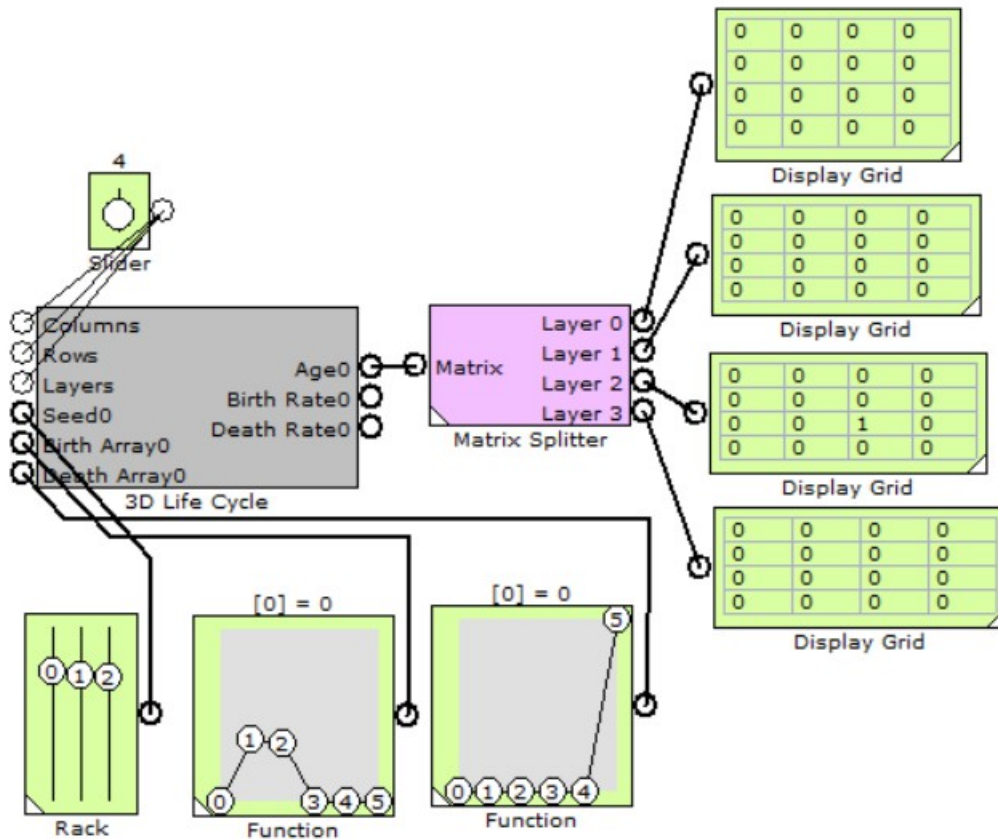 0 0 0 0
0 0 0 0
0 0 0 0
0 0 0 0
Display Grid
4
Slider
0 0 0 0
0 0 0 0
0 0 0 0
0 0 0 0
Display Grid
Columns
Rows
Layers
Seed0
Birth Array0
Death Array0
Age0
Birth Rate0
Death Rate0
3D Life Cycle
Matrix
Layer 0
Layer 1
Layer 2
Layer 3
Matrix Splitter
0 0 0 0
0 0 0 0
0 0 1 0
0 0 0 0
Display Grid
0 0 0 0
0 0 0 0
0 0 0 0
0 0 0 0
Display Grid
0 1 2
Rack
[0] = 0
0 1 2 3 4 5
Function
[0] = 0
0 1 2 3 4 5
Function